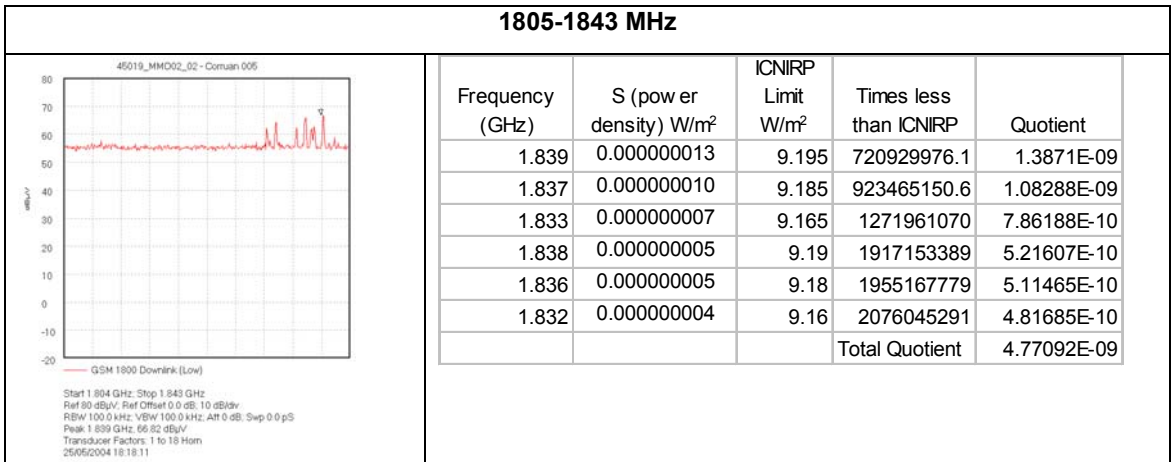 1805-1843 MHz
45019_MMO02_02 - Corruan 005
80
70
60
50
40
30
20
10
0
-10
-20
dBµV
GSM 1800 Downlink (Low)
Start 1.804 GHz; Stop 1.843 GHz
Ref 80 dBµV; Ref Offset 0.0 dB; 10 dB/div
RBW 100.0 kHz; VBW 100.0 kHz; Att 0 dB; Swp 0.0 pS
Peak 1.839 GHz, 66.82 dBµV
Transducer Factors: 1 to 18 Horn
25/05/2004 18:18:11
Frequency (GHz) S (pow er density) W/m² ICNIRP Limit W/m² Times less than ICNIRP Quotient
1.839 0.000000013 9.195 720929976.1 1.3871E-09
1.837 0.000000010 9.185 923465150.6 1.08288E-09
1.833 0.000000007 9.165 1271961070 7.86188E-10
1.838 0.000000005 9.19 1917153389 5.21607E-10
1.836 0.000000005 9.18 1955167779 5.11465E-10
1.832 0.000000004 9.16 2076045291 4.81685E-10
Total Quotient 4.77092E-09